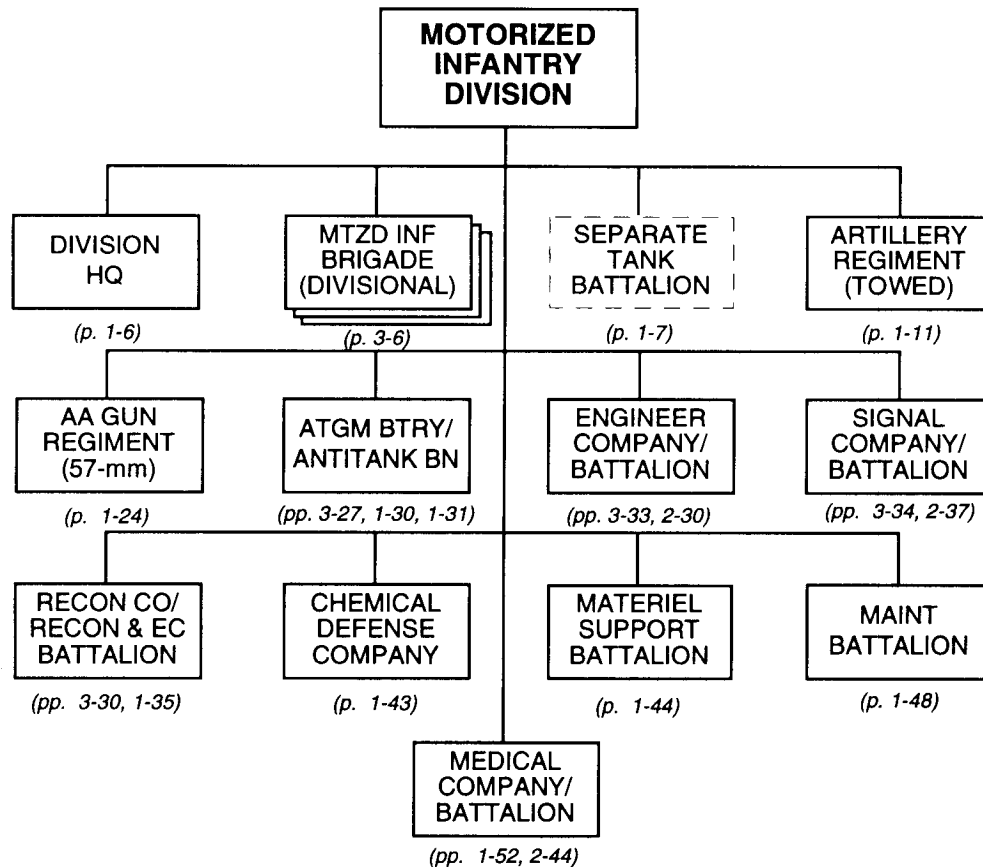 MOTORIZED
INFANTRY
DIVISION
DIVISION
HQ
(p. 1-6)
MTZD INF
BRIGADE
(DIVISIONAL)
(p. 3-6)
SEPARATE
TANK
BATTALION
(p. 1-7)
ARTILLERY
REGIMENT
(TOWED)
(p. 1-11)
AA GUN
REGIMENT
(57-mm)
(p. 1-24)
ATGM BTRY/
ANTITANK BN
(pp. 3-27, 1-30, 1-31)
ENGINEER
COMPANY/
BATTALION
(pp. 3-33, 2-30)
SIGNAL
COMPANY/
BATTALION
(pp. 3-34, 2-37)
RECON CO/
RECON & EC
BATTALION
(pp. 3-30, 1-35)
CHEMICAL
DEFENSE
COMPANY
(p. 1-43)
MATERIEL
SUPPORT
BATTALION
(p. 1-44)
MAINT
BATTALION
(p. 1-48)
MEDICAL
COMPANY/
BATTALION
(pp. 1-52, 2-44)